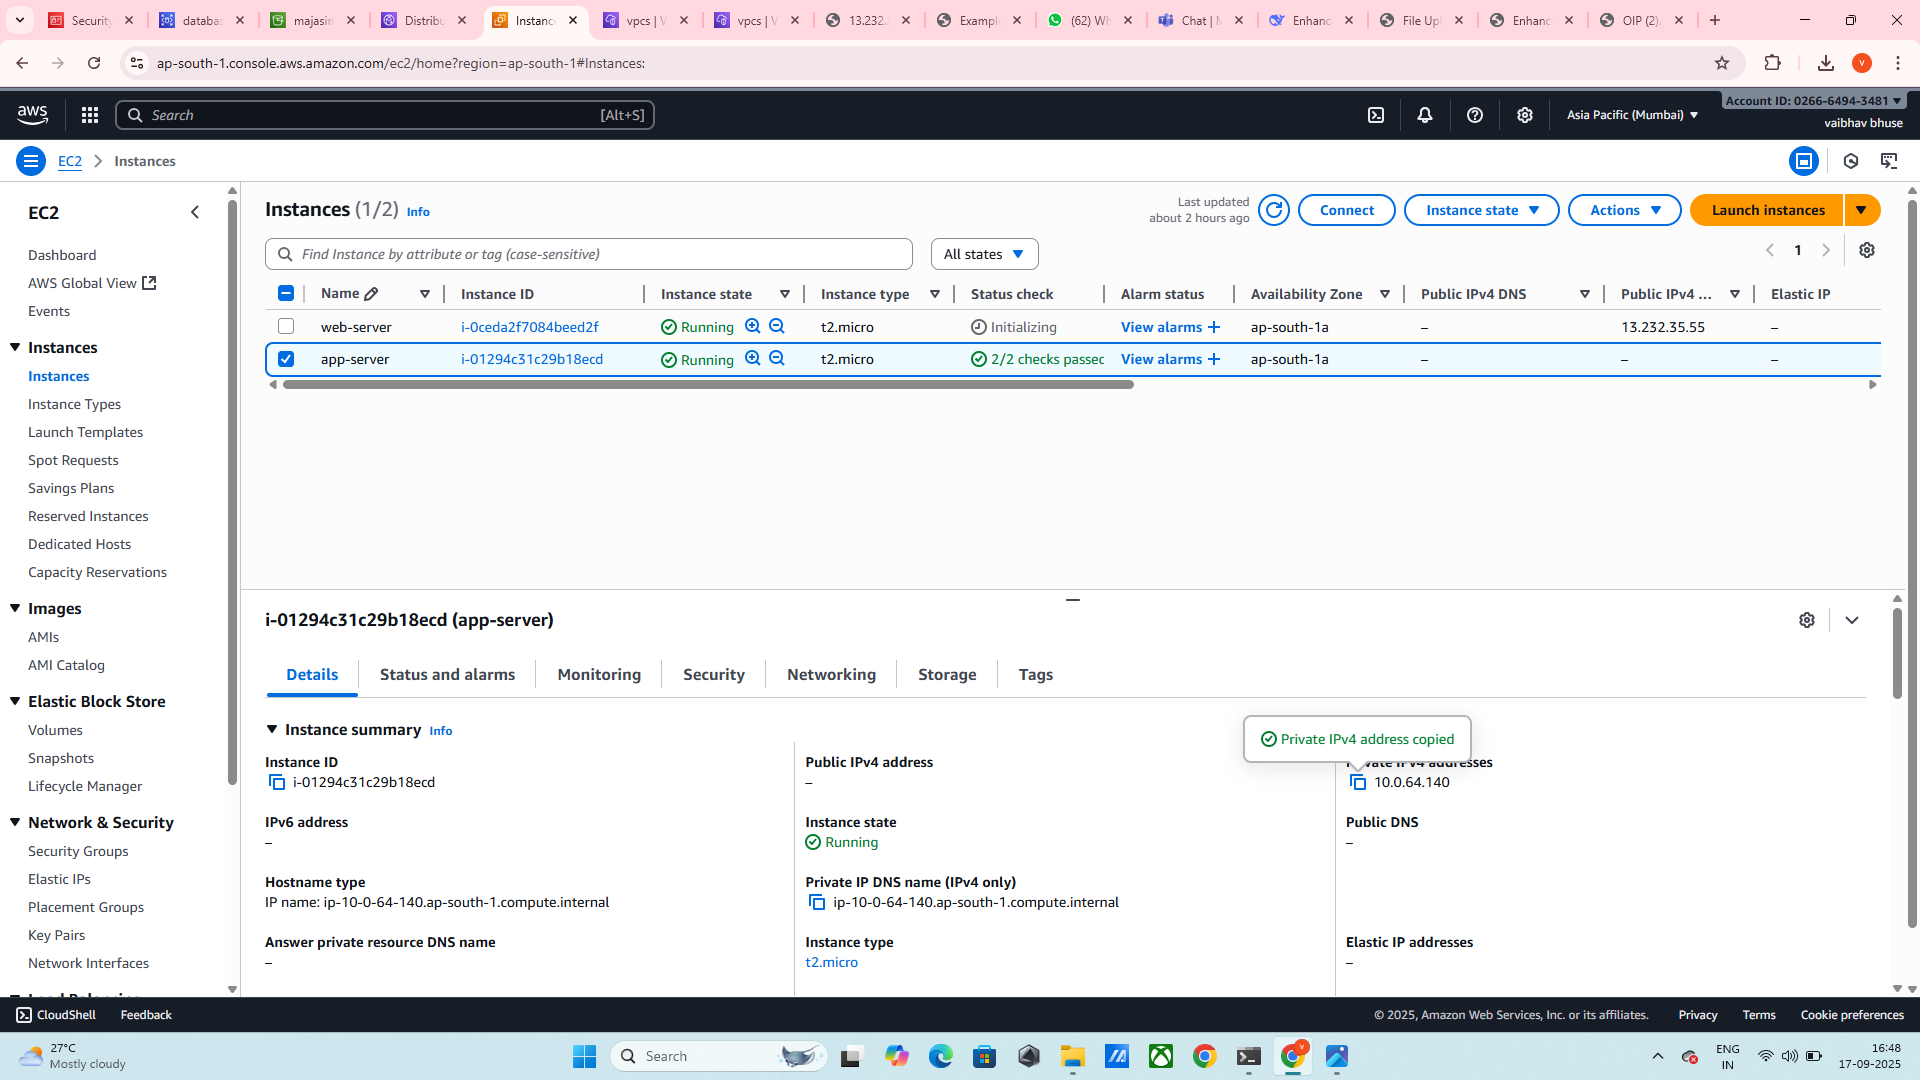 Security
databas
majasin
Distribu
Instance
vpcs | V
vpcs | V
13.232.
Example
(62) Wh
Chat | M
Enhanc
File Upl
Enhanc
OIP (2).
ap-south-1.console.aws.amazon.com/ec2/home?region=ap-south-1#Instances:
V
aws
Search [Alt+S]
Asia Pacific (Mumbai)
Account ID: 0266-6494-3481
vaibhav bhuse
EC2 Instances
EC2
Dashboard
AWS Global View
Events
Instances
Instances
Instance Types
Launch Templates
Spot Requests
Savings Plans
Reserved Instances
Dedicated Hosts
Capacity Reservations
Images
AMIs
AMI Catalog
Elastic Block Store
Volumes
Snapshots
Lifecycle Manager
Network & Security
Security Groups
Elastic IPs
Placement Groups
Key Pairs
Network Interfaces
Instances (1/2) Info
Last updated
about 2 hours ago
Connect
Instance state
Actions
Launch instances
Find Instance by attribute or tag (case-sensitive)
All states
1
Name Instance ID Instance state Instance type Status check Alarm status Availability Zone Public IPv4 DNS Public IPv4 ... Elastic IP
web-server i-0ceda2f7084beed2f Running t2.micro Initializing View alarms + ap-south-1a – 13.232.35.55 –
app-server i-01294c31c29b18ecd Running t2.micro 2/2 checks passec View alarms + ap-south-1a – – –
i-01294c31c29b18ecd (app-server)
Details Status and alarms Monitoring Security Networking Storage Tags
Instance summary Info
Private IPv4 address copied
Instance ID
i-01294c31c29b18ecd
Public IPv4 address
–
Private IPv4 addresses
10.0.64.140
IPv6 address
–
Instance state
Running
Public DNS
–
Hostname type
IP name: ip-10-0-64-140.ap-south-1.compute.internal
Private IP DNS name (IPv4 only)
ip-10-0-64-140.ap-south-1.compute.internal
Answer private resource DNS name
–
Instance type
t2.micro
Elastic IP addresses
–
CloudShell Feedback
© 2025, Amazon Web Services, Inc. or its affiliates. Privacy Terms Cookie preferences
27°C
Mostly cloudy
Search
ENG
IN
16:48
17-09-2025